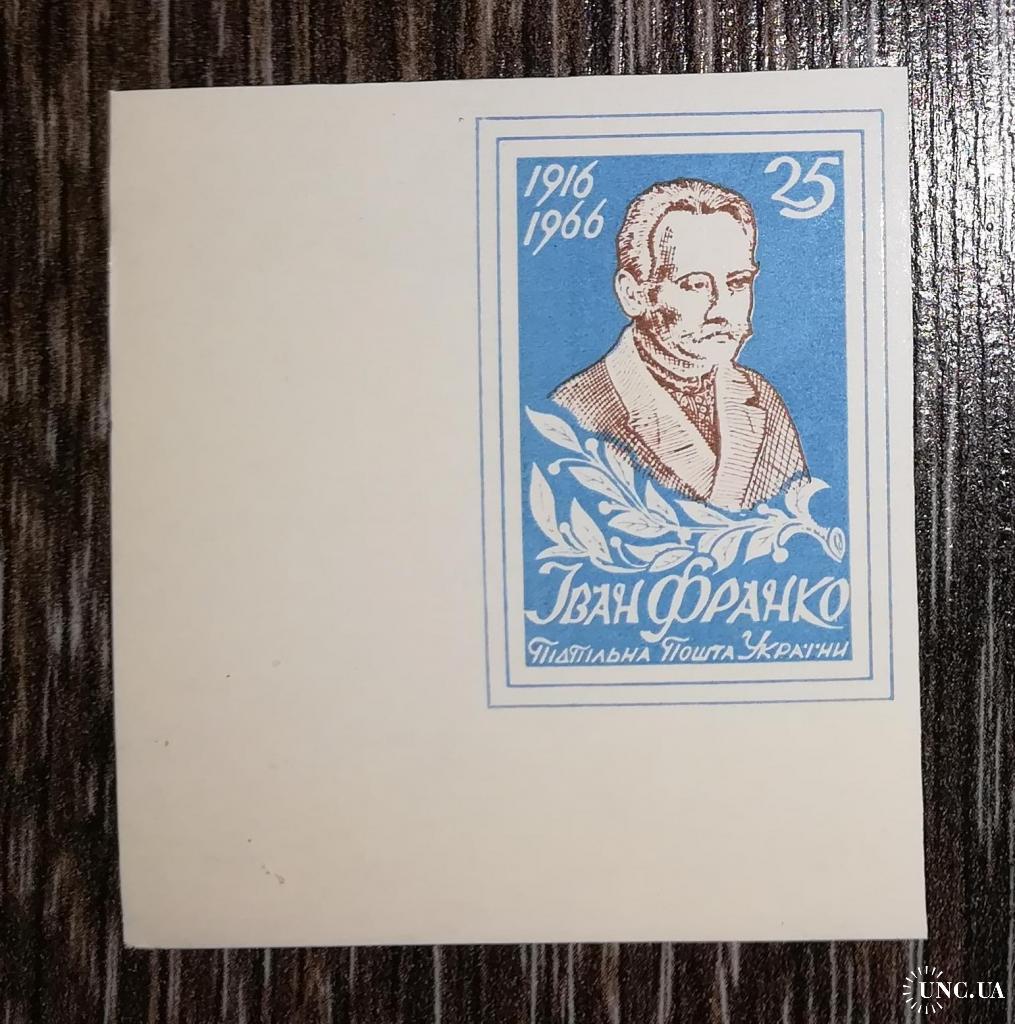 1916
1966
25
Іван Франко
Підпільна Пошта України
UNC.UA